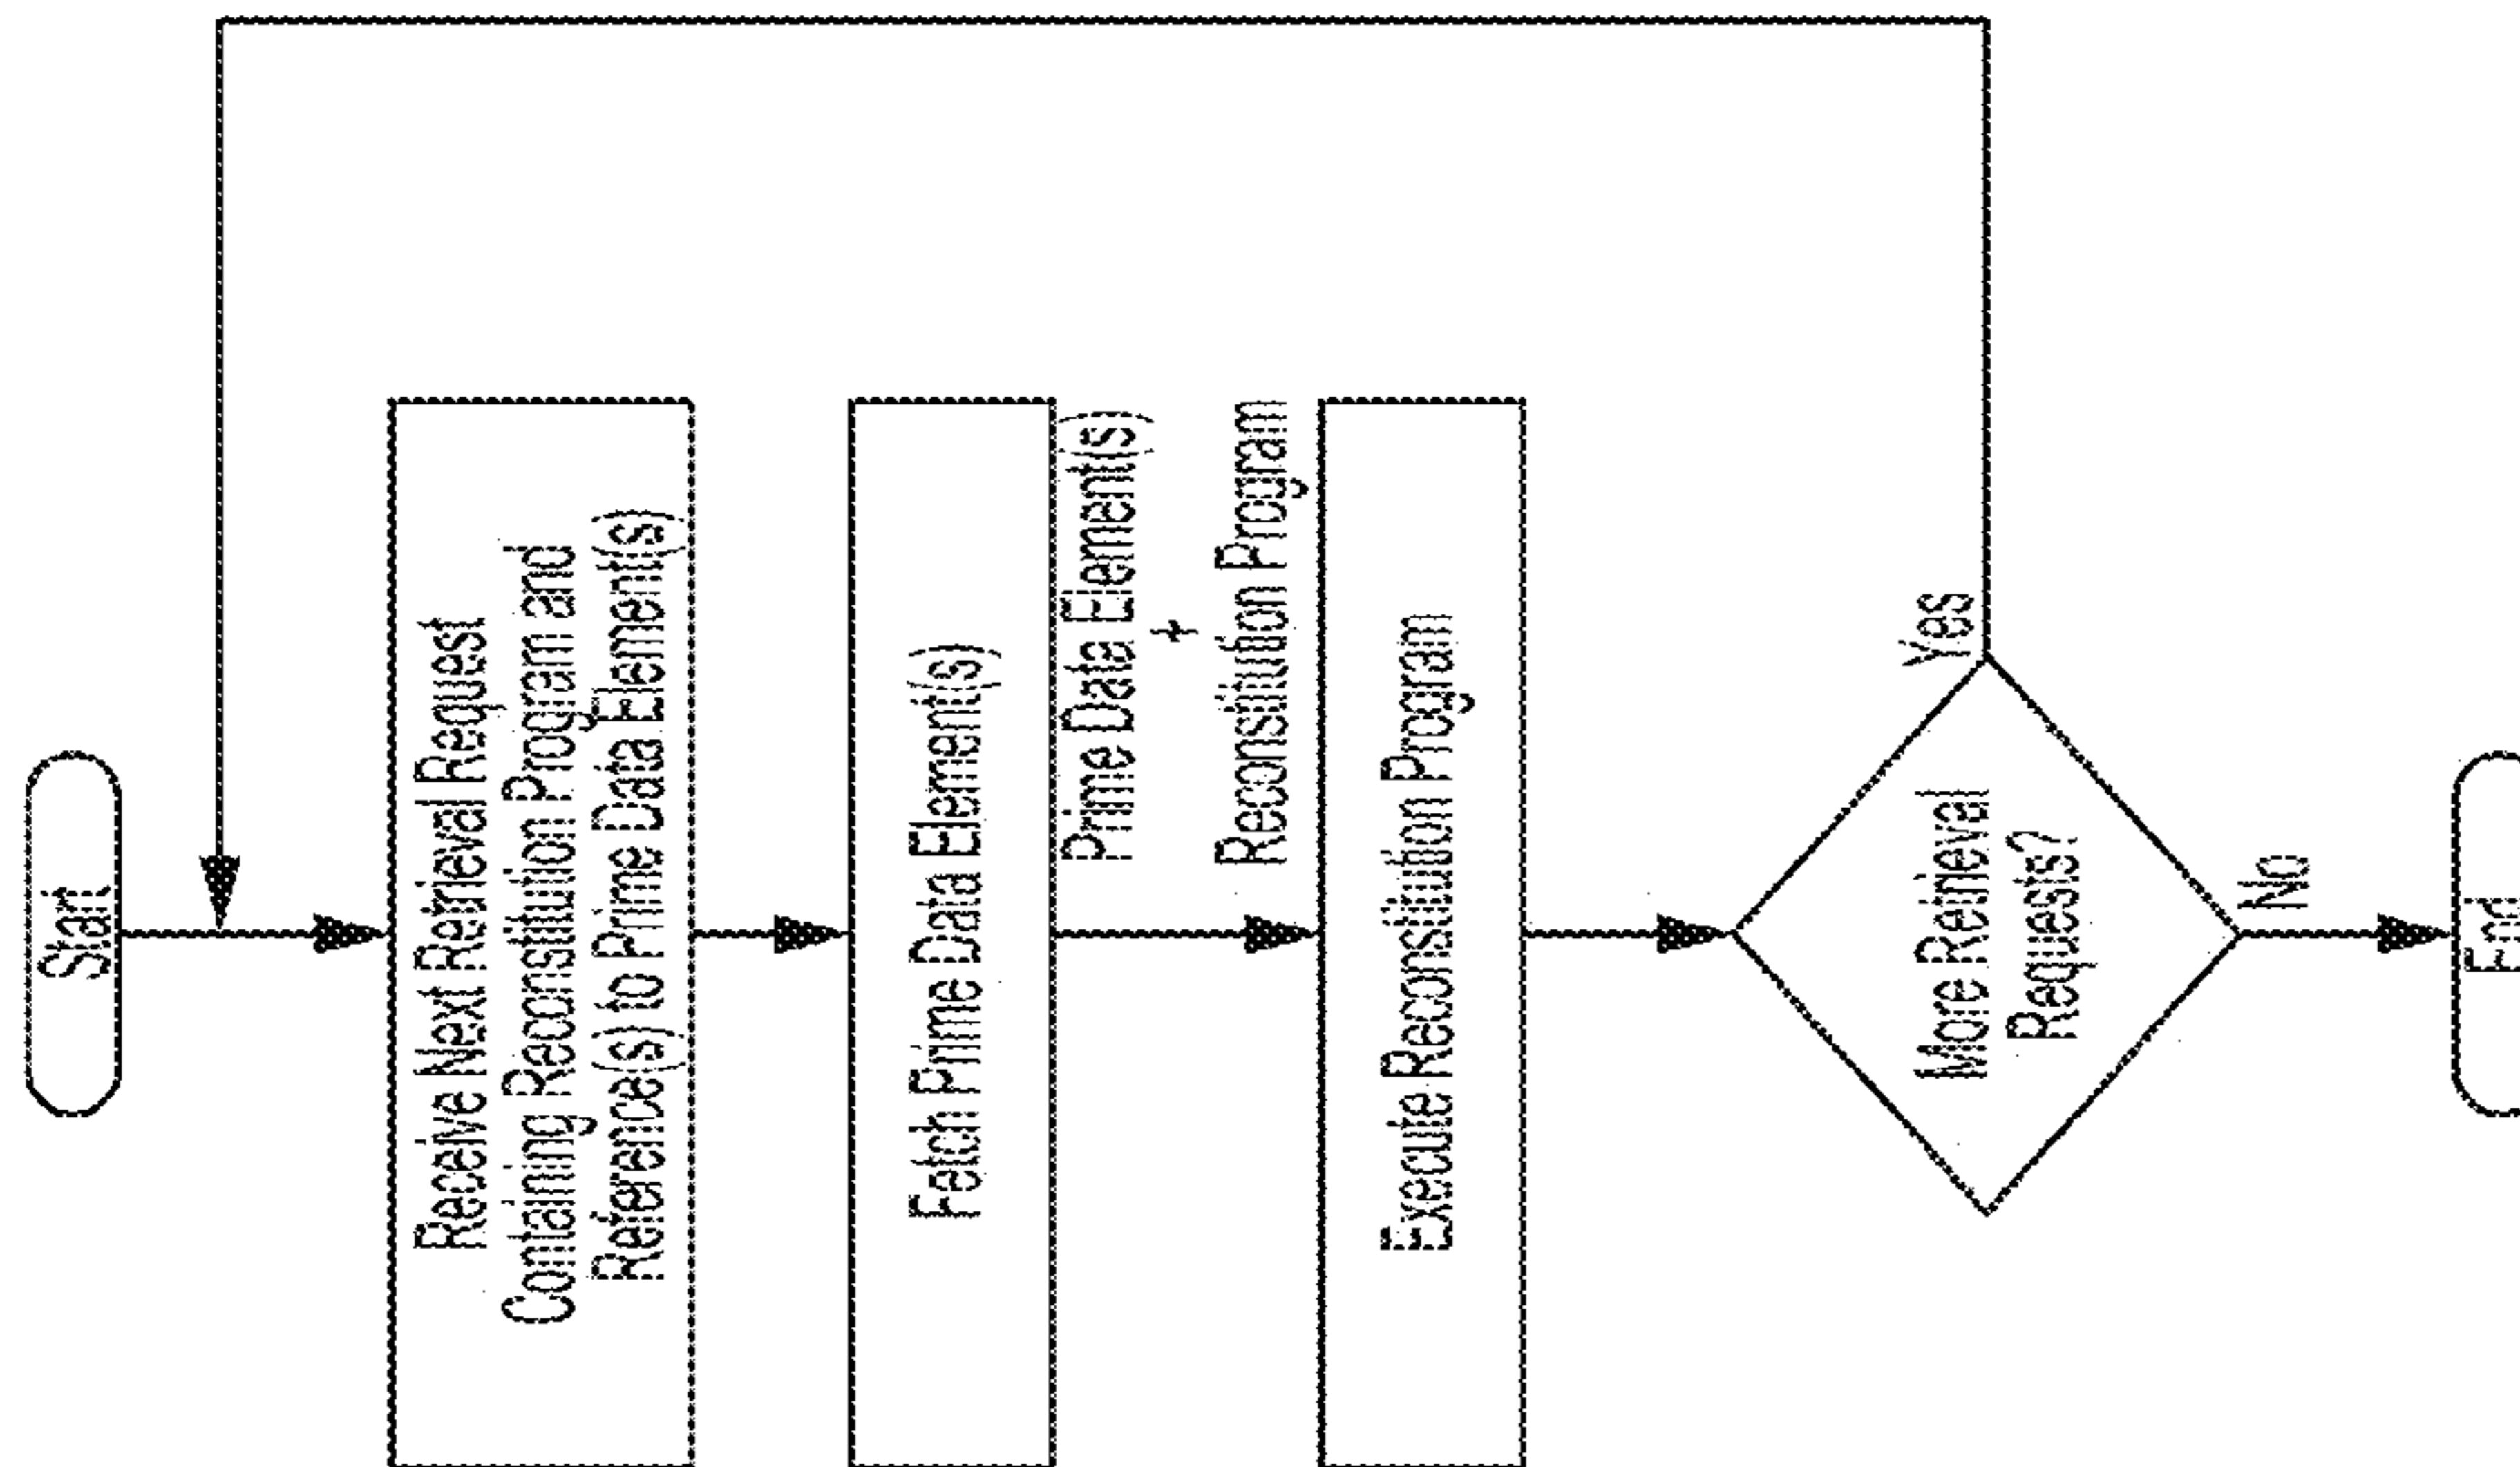 Start
Receive Next Retrieval Request
Containing Reconstitution Program and
Reference(s) to Prime Data Element(s)
Fetch Prime Data Element(s)
Prime Data Element(s)
+
Reconstitution Program
Execute Reconstitution Program
More Retrieval
Requests?
Yes
No
End